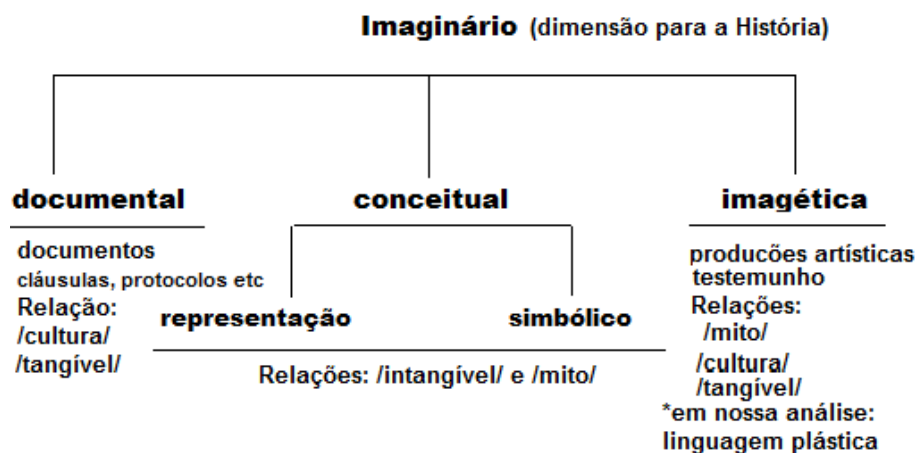 Imaginário (dimensão para a História)
documental
documentos
cláusulas, protocolos etc
Relação:
/cultura/
/tangível/
conceitual
representação
simbólico
Relações: /intangível/ e /mito/
imagética
producões artísticas
testemunho
Relações:
/mito/
/cultura/
/tangível/
*em nossa análise:
linguagem plástica